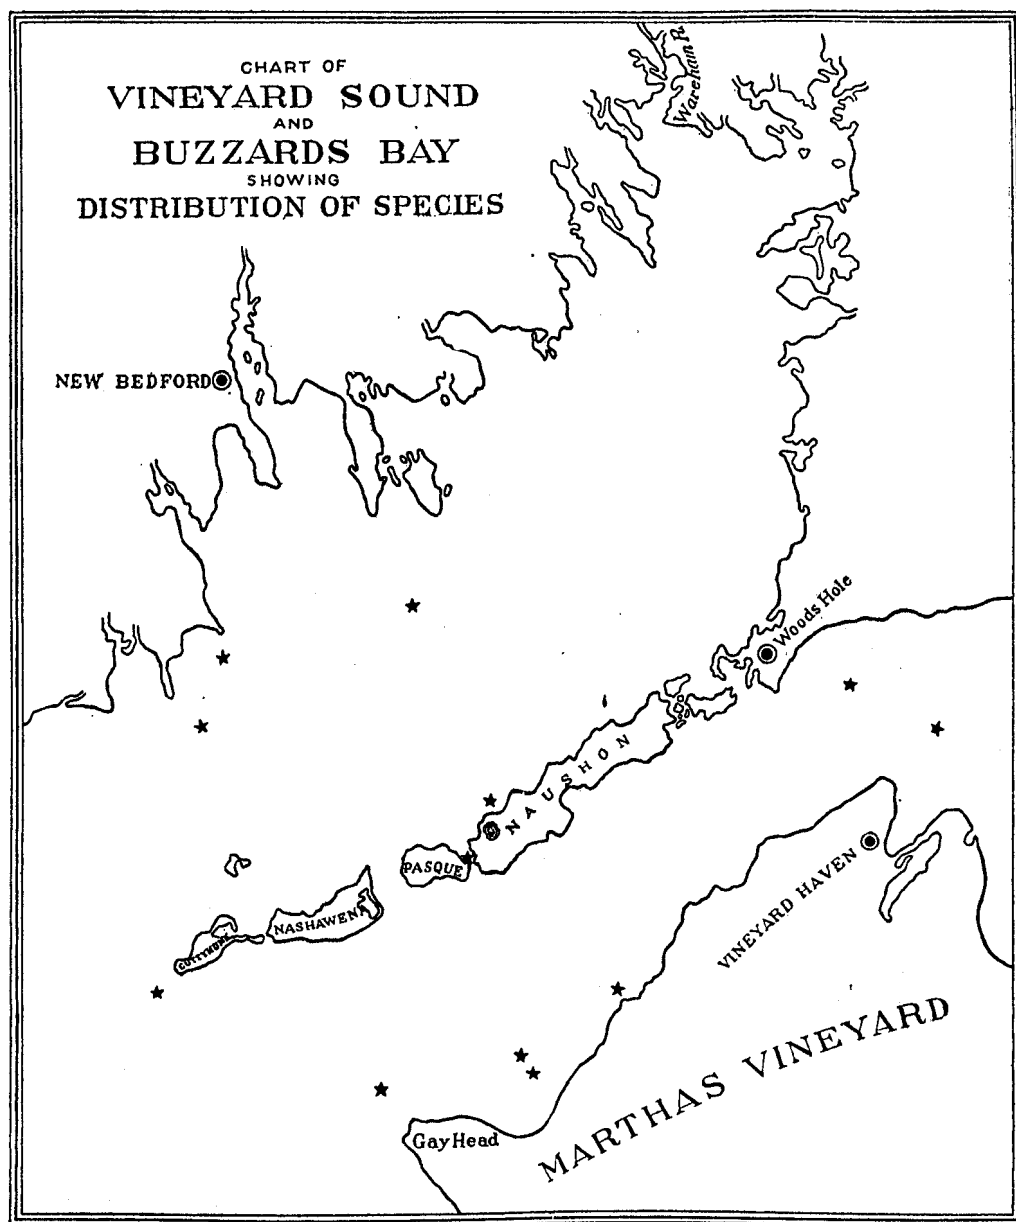 CHART OF
VINEYARD SOUND
AND
BUZZARDS BAY
SHOWING
DISTRIBUTION OF SPECIES
Wareham R.
NEW BEDFORD
Woods Hole
NAUSHON
PASQUE
NASHAWENA
CUTTYHUNK
VINEYARD HAVEN
MARTHAS VINEYARD
Gay Head